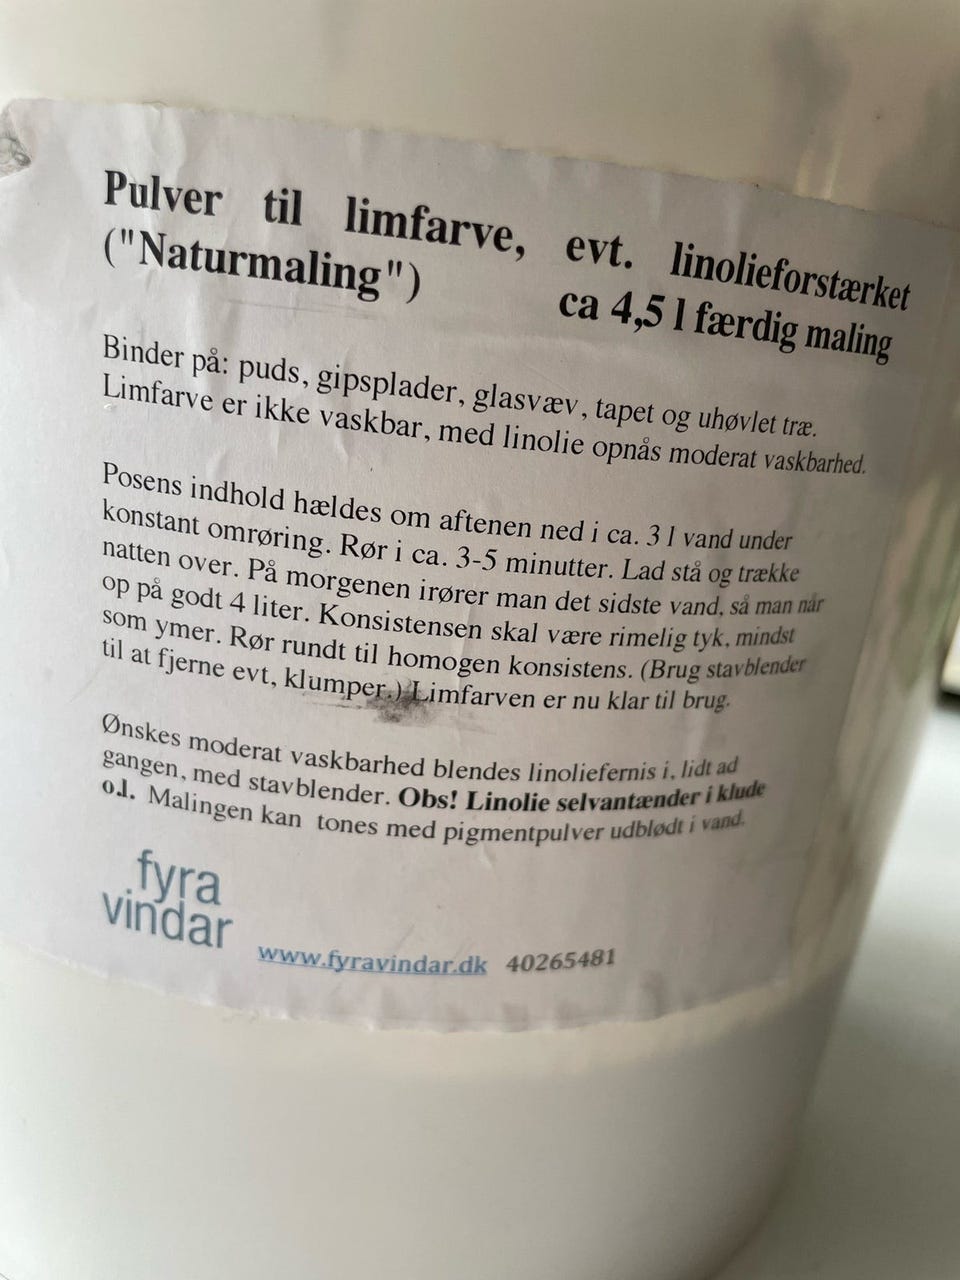 Pulver til limfarve, evt. linolieforstærket
("Naturmaling") ca 4,5 l færdig maling
Binder på: puds, gipsplader, glasvæv, tapet og uhøvlet træ.
Limfarve er ikke vaskbar, med linolie opnås moderat vaskbarhed.
Posens indhold hældes om aftenen ned i ca. 3 l vand under
konstant omrøring. Rør i ca. 3-5 minutter. Lad stå og trække
natten over. På morgenen irører man det sidste vand, så man når
op på godt 4 liter. Konsistensen skal være rimelig tyk, mindst
som ymer. Rør rundt til homogen konsistens. (Brug stavblender
til at fjerne evt, klumper.) Limfarven er nu klar til brug.
Ønskes moderat vaskbarhed blendes linoliefernis i, lidt ad
gangen, med stavblender. Obs! Linolie selvantænder i klude
o.l. Malingen kan tones med pigmentpulver udblødt i vand.
fyra
vindar
www.fyravindar.dk 40265481